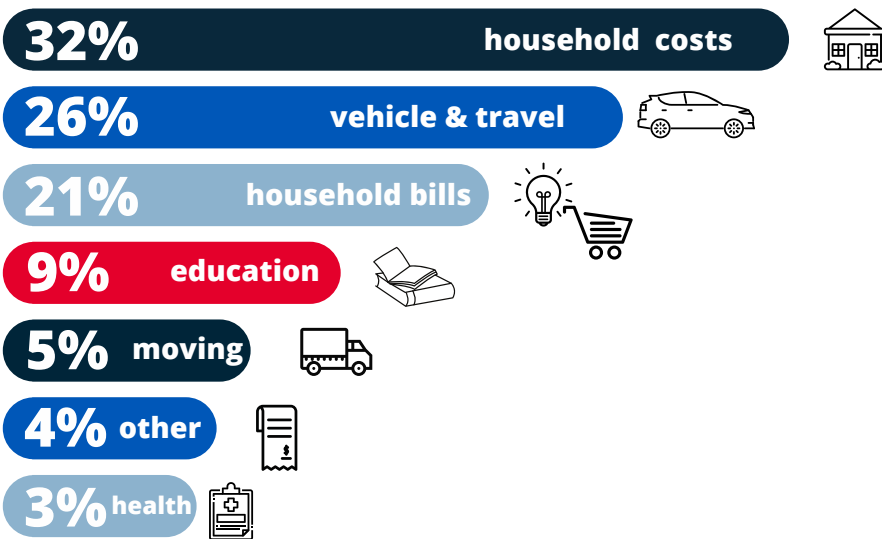 32% household costs
26% vehicle & travel
21% household bills
9% education
5% moving
4% other
$
3% health